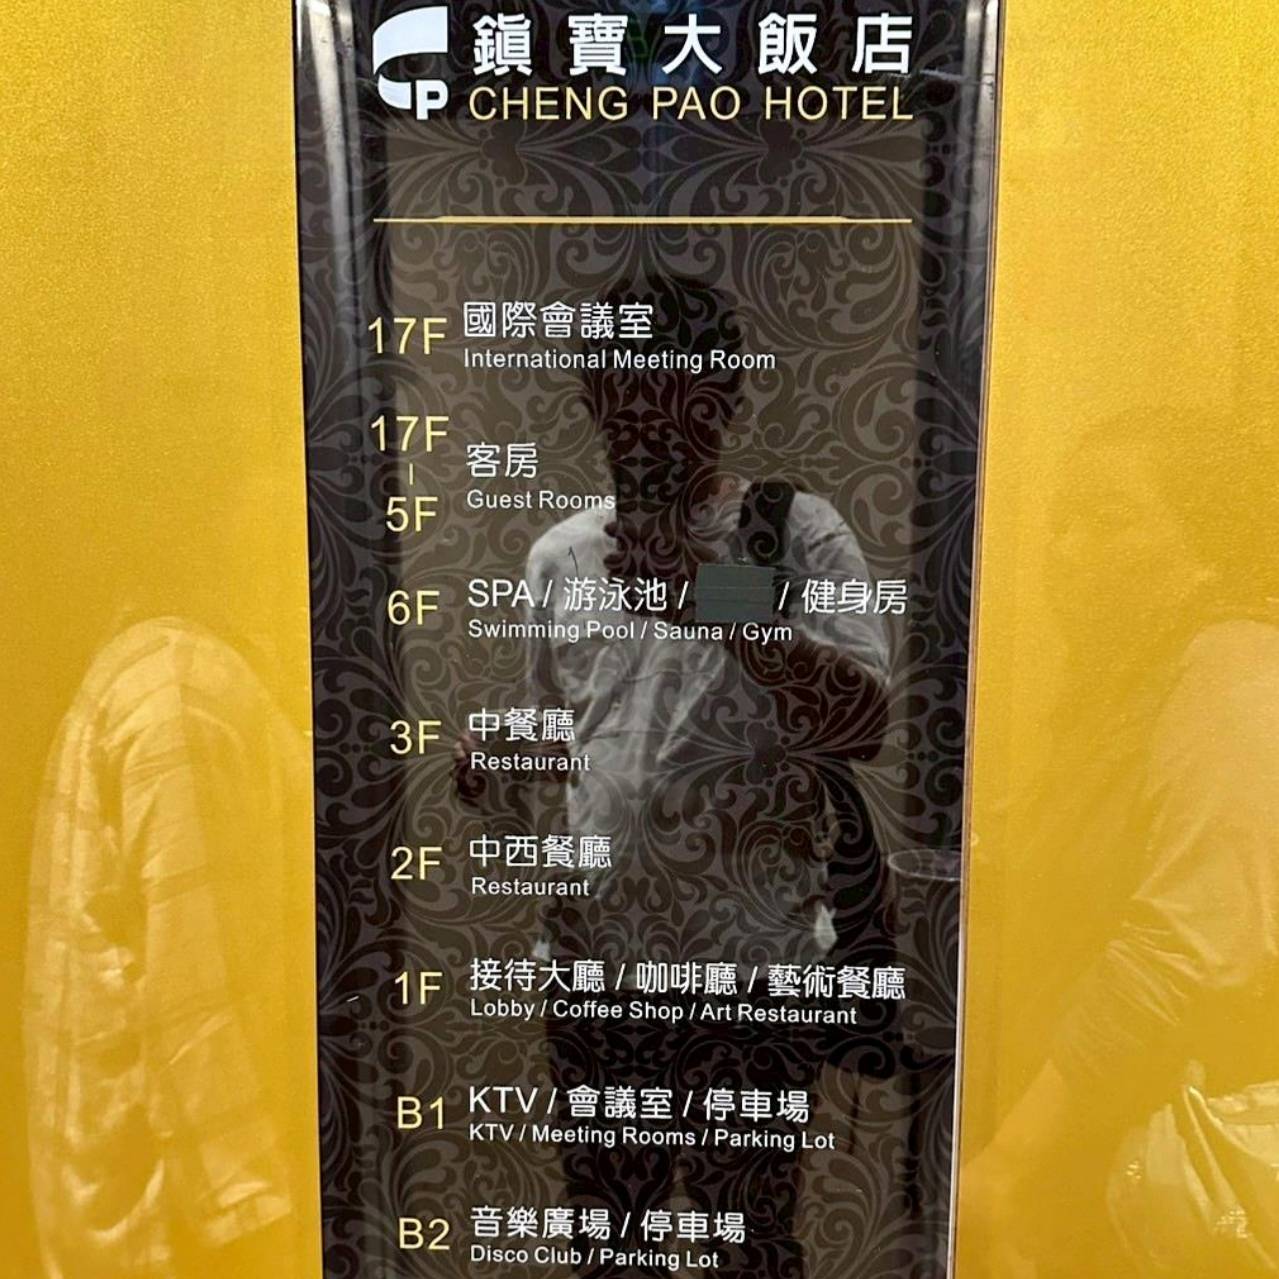 鎭寶大飯店
CP
CHENG PAO HOTEL
17F 國際會議室
International Meeting Room
17F
|
5F
客房
Guest Rooms
6F SPA / 游泳池 / / 健身房
Swimming Pool / Sauna / Gym
3F 中餐廳
Restaurant
2F 中西餐廳
Restaurant
1F 接待大廳 / 咖啡廳 / 藝術餐廳
Lobby / Coffee Shop / Art Restaurant
B1 KTV / 會議室 / 停車場
KTV / Meeting Rooms / Parking Lot
B2 音樂廣場 / 停車場
Disco Club / Parking Lot